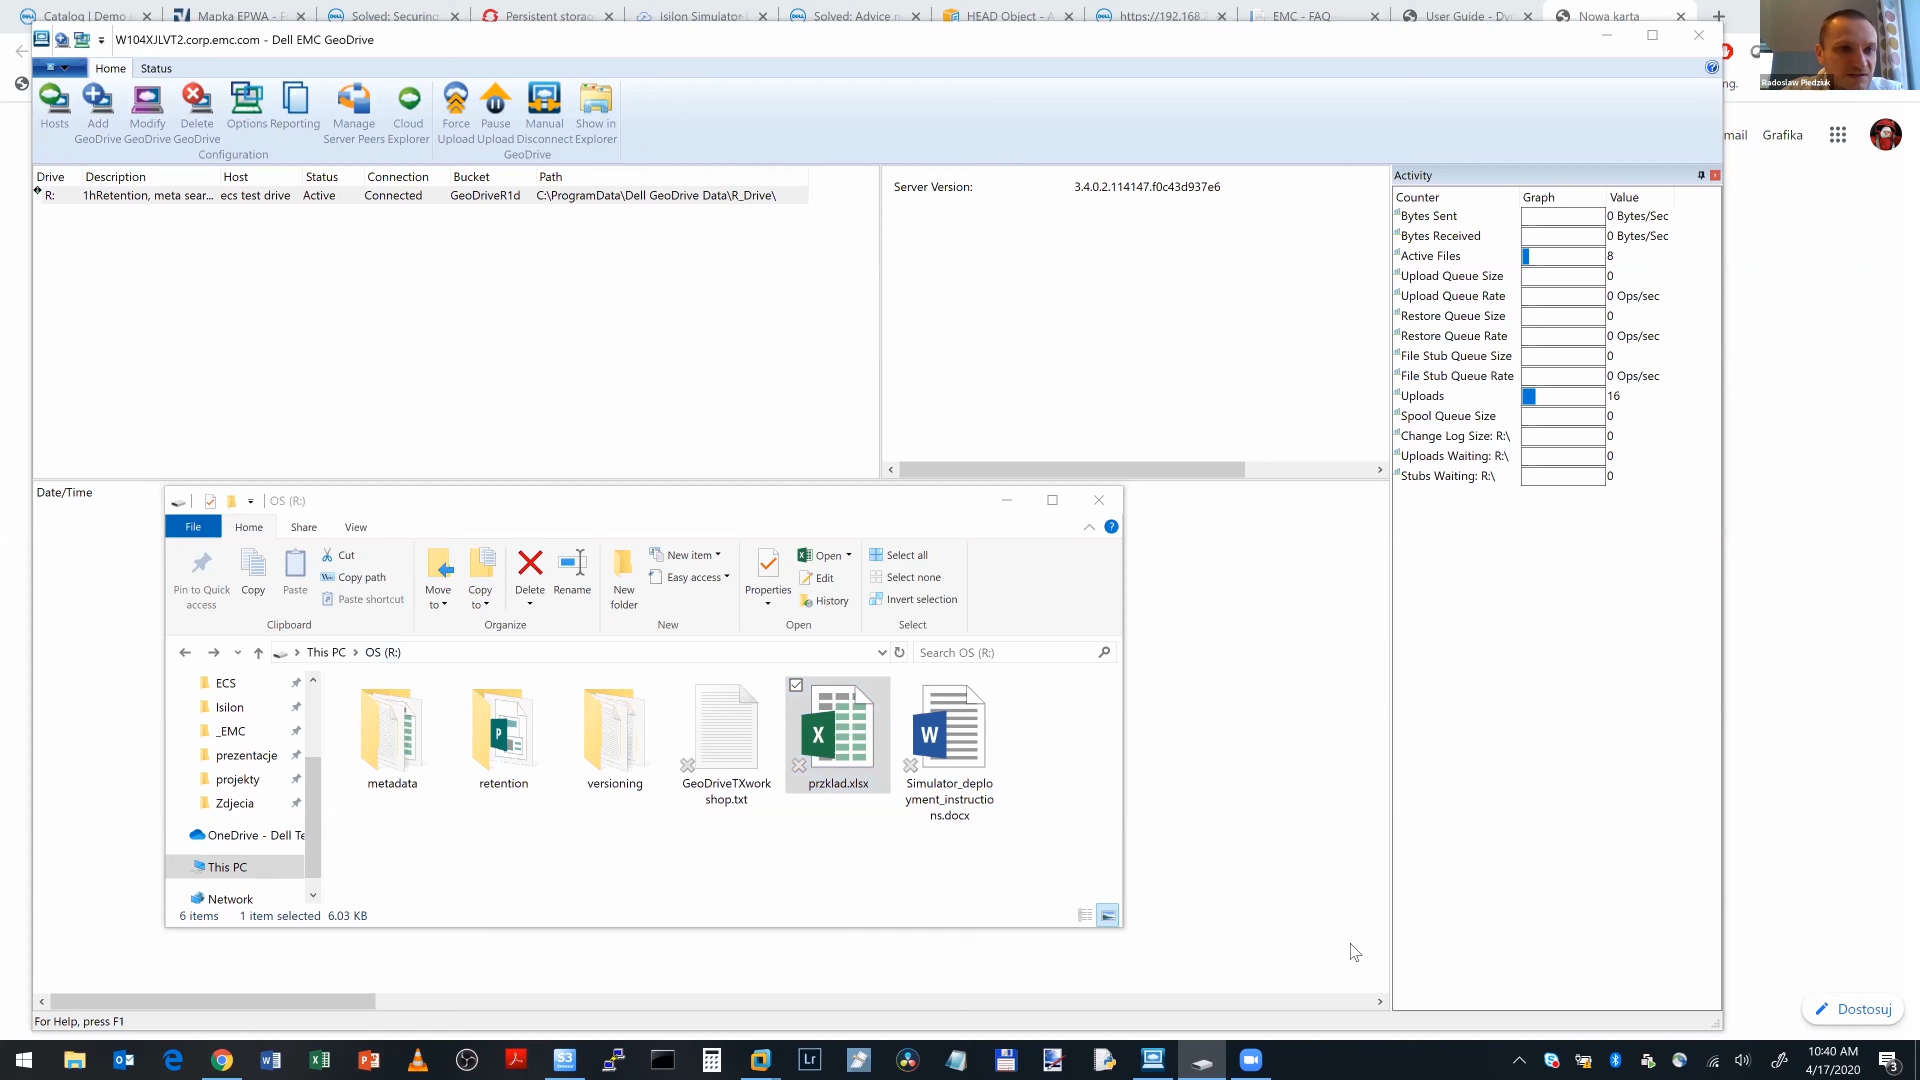 Catalog | Demo
Mapka EPWA - F
Solved: Securing
Persistent storag
Isilon Simulator
Solved: Advice n
HEAD Object - A
https://192.168.
EMC - FAQ
User Guide - Dy
Nowa karta
W104XJLVT2.corp.emc.com - Dell EMC GeoDrive
Home
Status
Radoslaw Piedziuk
ng.
Hosts
Add GeoDrive
Modify GeoDrive
Delete GeoDrive
Options
Reporting
Manage Server Peers
Cloud Explorer
Force Upload
Pause Upload
Manual Disconnect
Show in Explorer
Configuration
GeoDrive
mail
Grafika
Drive Description Host Status Connection Bucket Path
R: 1hRetention, meta sear... ecs test drive Active Connected GeoDriveR1d C:\ProgramData\Dell GeoDrive Data\R_Drive\
Server Version: 3.4.0.2.114147.f0c43d937e6
Activity
Counter Graph Value
Bytes Sent 0 Bytes/Sec
Bytes Received 0 Bytes/Sec
Active Files 8
Upload Queue Size 0
Upload Queue Rate 0 Ops/sec
Restore Queue Size 0
Restore Queue Rate 0 Ops/sec
File Stub Queue Size 0
File Stub Queue Rate 0 Ops/sec
Uploads 16
Spool Queue Size 0
Change Log Size: R:\ 0
Uploads Waiting: R:\ 0
Stubs Waiting: R:\ 0
Date/Time
OS (R:)
File Home Share View
Pin to Quick access
Copy
Paste
Cut
Copy path
Paste shortcut
Clipboard
Move to
Copy to
Delete
Rename
Organize
New folder
New item
Easy access
New
Properties
Open
Edit
History
Open
Select all
Select none
Invert selection
Select
This PC > OS (R:)
Search OS (R:)
ECS
Isilon
_EMC
prezentacje
projekty
Zdjecia
OneDrive - Dell Te
This PC
Network
metadata
retention
versioning
GeoDriveTXwork
shop.txt
przklad.xlsx
Simulator_deplo
yment_instructio
ns.docx
6 items 1 item selected 6.03 KB
For Help, press F1
Dostosuj
S3
Lr
10:40 AM
4/17/2020
3